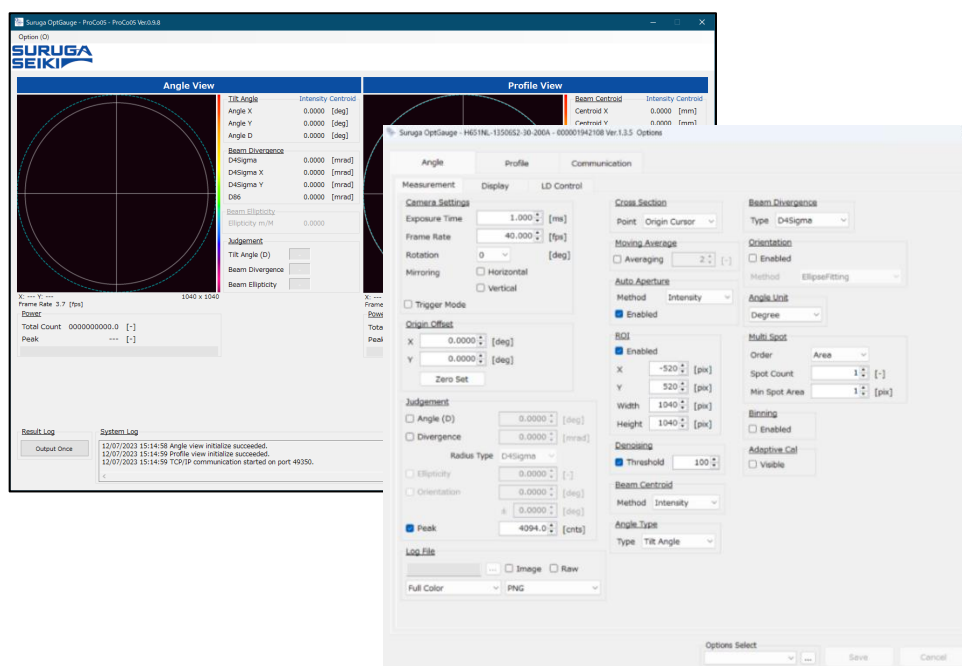 Suruga OptGauge - ProCo05 - ProCo05 Ver.0.9.8
Option (O)
SURUGA
SEIKI
Angle View
Tilt Angle Intensity Centroid
Angle X 0.0000 [deg]
Angle Y 0.0000 [deg]
Angle D 0.0000 [deg]
Beam Divergence
D4Sigma 0.0000 [mrad]
D4Sigma X 0.0000 [mrad]
D4Sigma Y 0.0000 [mrad]
D86 0.0000 [mrad]
Beam Ellipticity
Ellipticity m/M 0.0000
Judgement
Tilt Angle (D)
Beam Divergence
Beam Ellipticity
X: --- Y: --- 1040 x 1040
Frame Rate 3.7 [fps]
Power
Total Count 0000000000.0 [-]
Peak --- [-]
Profile View
Beam Centroid Intensity Centroid
Centroid X 0.0000 [mm]
Centroid Y 0.0000 [mm]
X: ---
Frame
Powe
Tota
Peak
Result Log
Output Once
System Log
12/07/2023 15:14:58 Angle view initialize succeeded.
12/07/2023 15:14:59 Profile view initialize succeeded.
12/07/2023 15:14:59 TCP/IP communication started on port 49350.
Suruga OptGauge - H651NL-1350652-30-200A - 000001942108 Ver.1.3.5 Options
Angle Profile Communication
Measurement Display LD Control
Camera Settings
Exposure Time 1.000 [ms]
Frame Rate 40.000 [fps]
Rotation 0 [deg]
Mirroring Horizontal
Vertical
Trigger Mode
Origin Offset
X 0.0000 [deg]
Y 0.0000 [deg]
Zero Set
Judgement
Angle (D) 0.0000 [deg]
Divergence 0.0000 [mrad]
Radius Type D4Sigma
Ellipticity 0.0000 [-]
Orientation 0.0000 [deg]
± 0.0000 [deg]
Peak 4094.0 [cnts]
Log File
... Image Raw
Full Color PNG
Cross Section
Point Origin Cursor
Moving Average
Averaging 2 [-]
Auto Aperture
Method Intensity
Enabled
ROI
Enabled
X -520 [pix]
Y 520 [pix]
Width 1040 [pix]
Height 1040 [pix]
Denoising
Threshold 100
Beam Centroid
Method Intensity
Angle Type
Type Tilt Angle
Beam Divergence
Type D4Sigma
Orientation
Enabled
Method EllipseFitting
Angle Unit
Degree
Multi Spot
Order Area
Spot Count 1 [-]
Min Spot Area 1 [pix]
Binning
Enabled
Adaptive Cal
Visible
Options Select
... Save Cancel